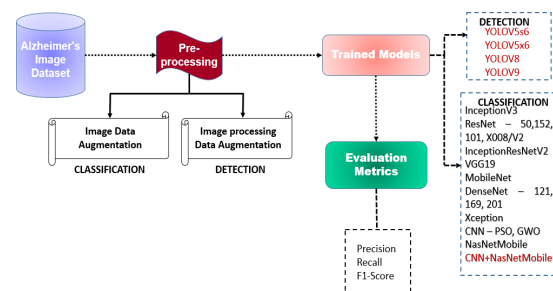 Alzheimer's
Image
Dataset
Pre-
processing
Trained Models
Image Data
Augmentation
CLASSIFICATION
Image processing
Data Augmentation
DETECTION
Evaluation
Metrics
Precision
Recall
F1-Score
DETECTION
YOLOV5s6
YOLOV5x6
YOLOV8
YOLOV9
CLASSIFICATION
InceptionV3
ResNet – 50,152,
101, X008/V2
InceptionResNetV2
VGG19
MobileNet
DenseNet – 121,
169, 201
Xception
CNN – PSO, GWO
NasNetMobile
CNN+NasNetMobile